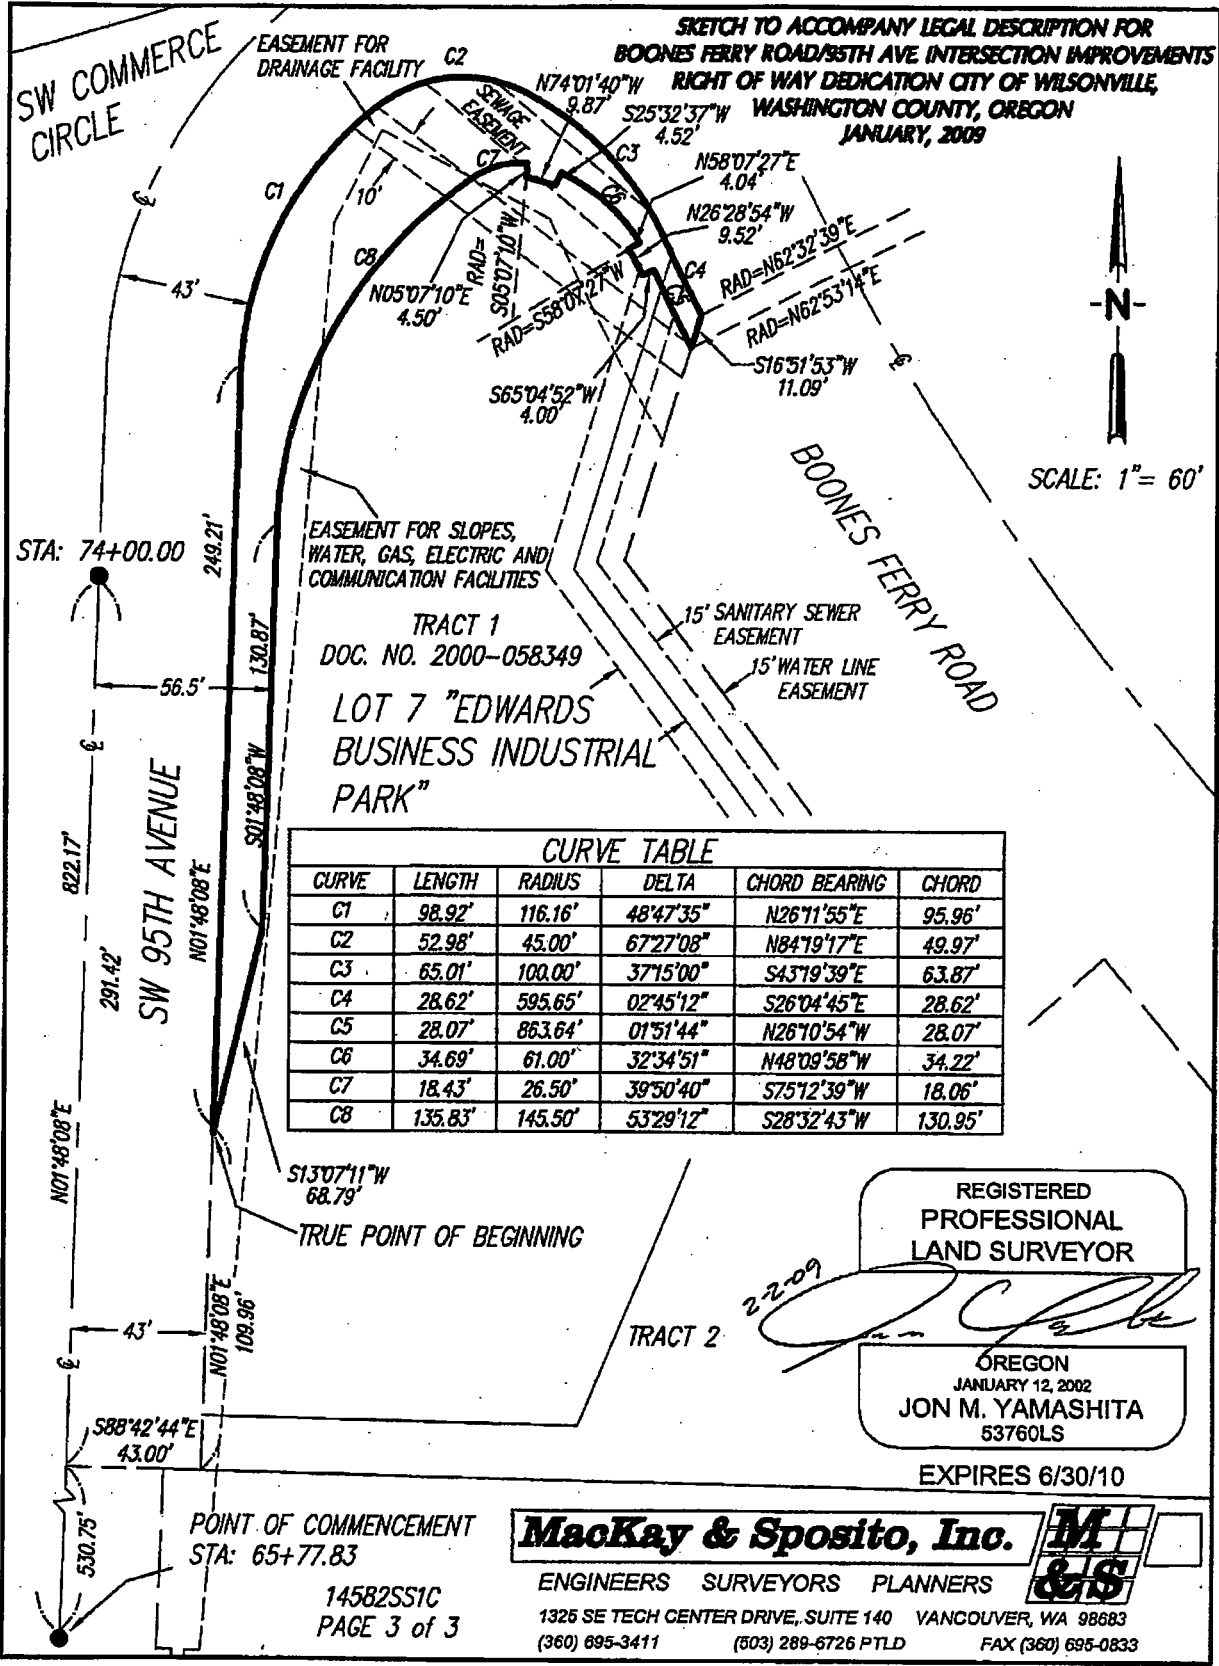 SKETCH TO ACCOMPANY LEGAL DESCRIPTION FOR
BOONES FERRY ROAD/95TH AVE INTERSECTION IMPROVEMENTS
RIGHT OF WAY DEDICATION CITY OF WILSONVILLE,
WASHINGTON COUNTY, OREGON
JANUARY, 2009
SW COMMERCE
CIRCLE
EASEMENT FOR
DRAINAGE FACILITY
C2
SEWAGE
EASEMENT
N74°01'40"W
9.87'
S25°32'37"W
4.52'
C3
N58°07'27"E
4.04'
C7
C1
10'
C6
N26°28'54"W
9.52'
C8
43'
N05°07'10"E
4.50'
RAD=
S05°07'10"W
RAD=S58°07'27"W
C4
C5
RAD=N62°32'39"E
RAD=N62°53'14"E
N
S16°51'53"W
11.09'
S65°04'52"W
4.00'
SCALE: 1"= 60'
BOONES FERRY ROAD
249.21'
EASEMENT FOR SLOPES,
WATER, GAS, ELECTRIC AND
COMMUNICATION FACILITIES
STA: 74+00.00
130.87'
TRACT 1
DOC. NO. 2000-058349
15' SANITARY SEWER
EASEMENT
15' WATER LINE
EASEMENT
56.5'
LOT 7 "EDWARDS
BUSINESS INDUSTRIAL
PARK"
S01°48'08"W
SW 95TH AVENUE
822.17'
N01°48'08"E
291.42'
CURVE TABLE
CURVE LENGTH RADIUS DELTA CHORD BEARING CHORD
C1 98.92' 116.16' 48°47'35" N26°11'55"E 95.96'
C2 52.98' 45.00' 67°27'08" N84°19'17"E 49.97'
C3 65.01' 100.00' 37°15'00" S43°19'39"E 63.87'
C4 28.62' 595.65' 02°45'12" S26°04'45"E 28.62'
C5 28.07' 863.64' 01°51'44" N26°10'54"W 28.07'
C6 34.69' 61.00' 32°34'51" N48°09'58"W 34.22'
C7 18.43' 26.50' 39°50'40" S75°12'39"W 18.06'
C8 135.83' 145.50' 53°29'12" S28°32'43"W 130.95'
N01°48'08"E
S13°07'11"W
68.79'
TRUE POINT OF BEGINNING
REGISTERED
PROFESSIONAL
LAND SURVEYOR
2-2-09
N01°48'08"E
109.96'
43'
TRACT 2
OREGON
JANUARY 12, 2002
JON M. YAMASHITA
53760LS
S88°42'44"E
43.00'
EXPIRES 6/30/10
530.75'
POINT OF COMMENCEMENT
STA: 65+77.83
14582SS1C
PAGE 3 of 3
MacKay & Sposito, Inc.
M
&S
ENGINEERS SURVEYORS PLANNERS
1325 SE TECH CENTER DRIVE, SUITE 140 VANCOUVER, WA 98683
(360) 695-3411 (503) 289-6726 PTLD FAX (360) 695-0833